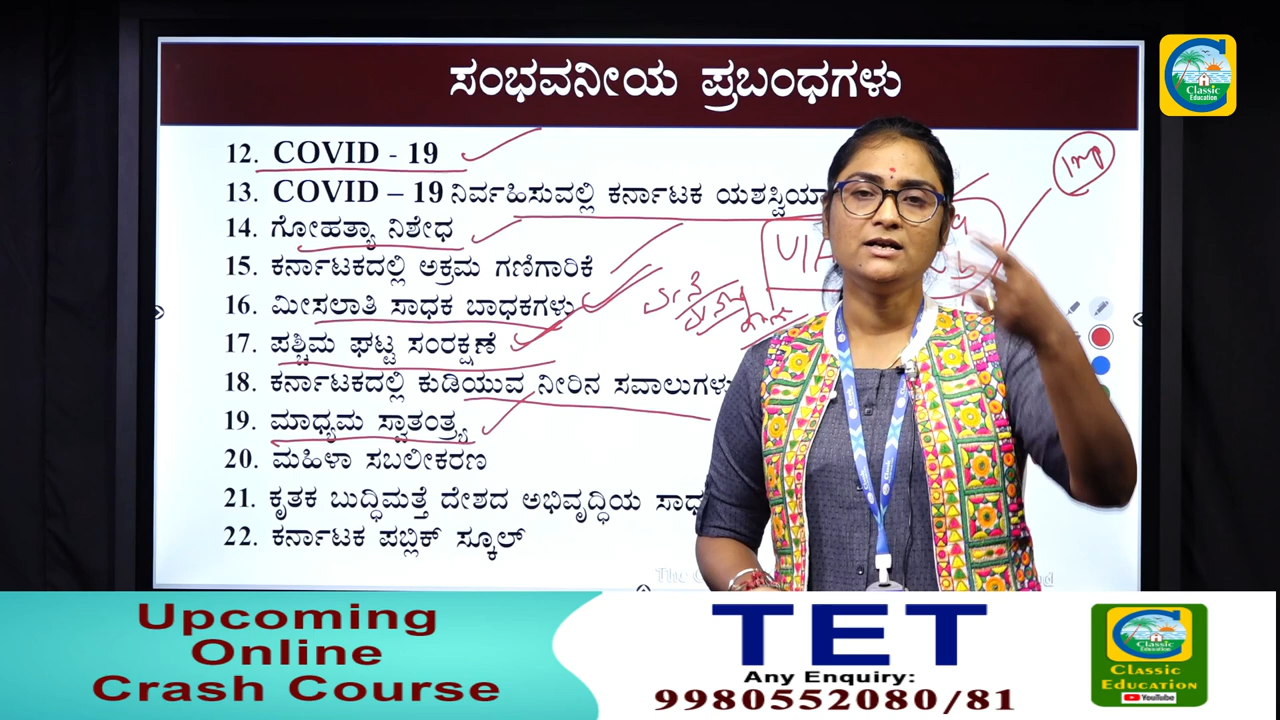 ಸಂಭವನೀಯ ಪ್ರಬಂಧಗಳು
Classic
Education
12. COVID - 19
Imp
13. COVID – 19 ನಿರ್ವಹಿಸುವಲ್ಲಿ ಕರ್ನಾಟಕ
14. ಗೋಹತ್ಯಾ ನಿಶೇಧ
15. ಕರ್ನಾಟಕದಲ್ಲಿ ಅಕ್ರಮ ಗಣಿಗಾರಿಕೆ
16. ಮೀಸಲಾತಿ ಸಾಧಕ ಬಾಧಕಗಳು
17. ಪಶ್ಚಿಮ ಘಟ್ಟ ಸಂರಕ್ಷಣೆ
18. ಕರ್ನಾಟಕದಲ್ಲಿ ಕುಡಿಯುವ ನೀರಿನ ಸವಾಲುಗಳು
19. ಮಾಧ್ಯಮ ಸ್ವಾತಂತ್ರ್ಯ
20. ಮಹಿಳಾ ಸಬಲೀಕರಣ
21. ಕೃತಕ ಬುದ್ಧಿಮತ್ತೆ ದೇಶದ ಅಭಿವೃದ್ಧಿಯ
22. ಕರ್ನಾಟಕ ಪಬ್ಲಿಕ್ ಸ್ಕೂಲ್
Upcoming
Online
Crash Course
TET
Any Enquiry:
9980552080/81
Classic
Education
CLASSIC
EDUCATION
YouTube